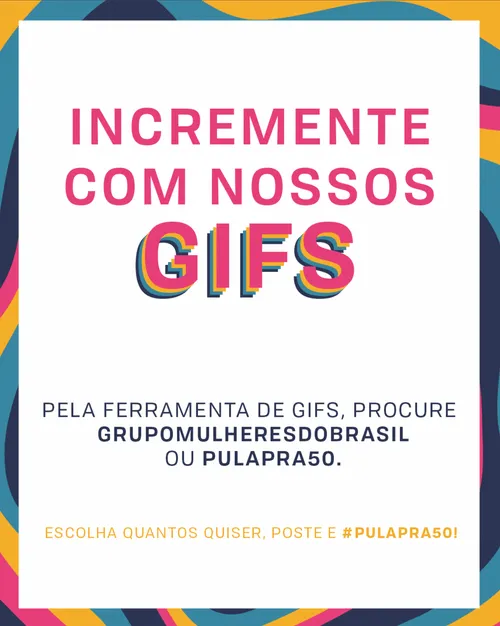 INCREMENTE
COM NOSSOS
GIFS
PELA FERRAMENTA DE GIFS, PROCURE
GRUPOMULHERESDOBRASIL
OU PULAPRA50.
ESCOLHA QUANTOS QUISER, POSTE E #PULAPRA50!